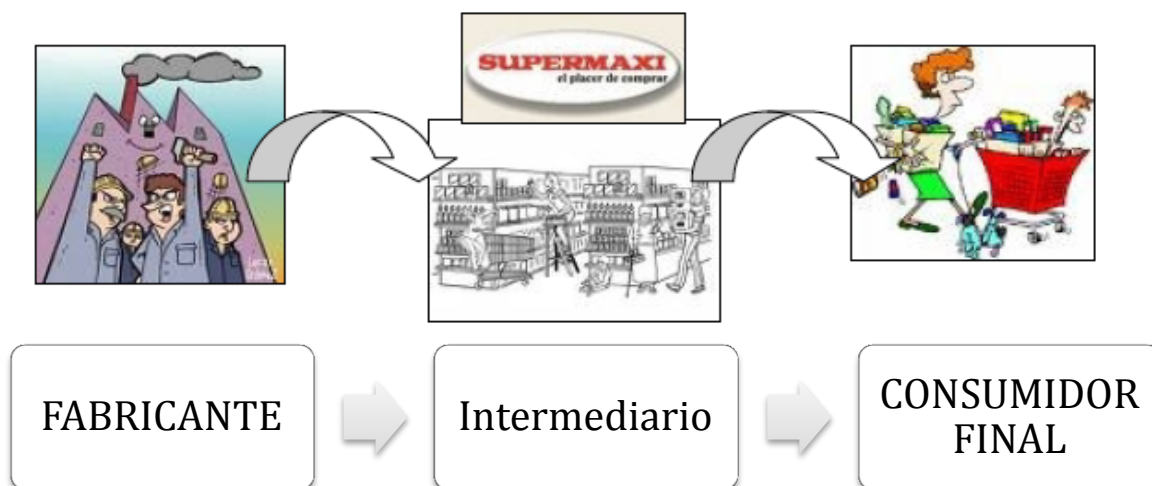 SUPERMAXI
el placer de comprar
FABRICANTE
Intermediario
CONSUMIDOR
FINAL